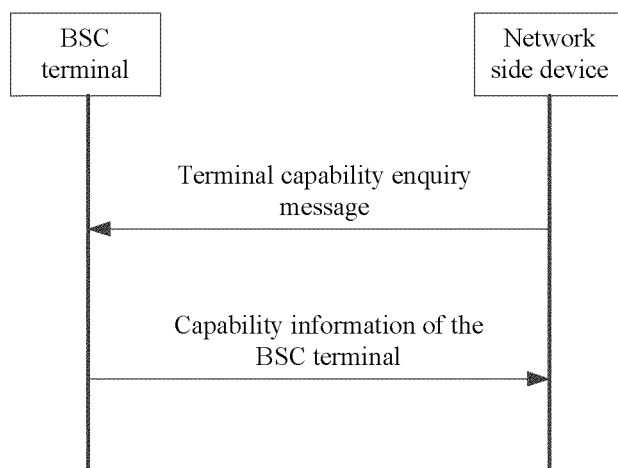 BSC
terminal
Network
side device
Terminal capability enquiry
message
Capability information of the
BSC terminal